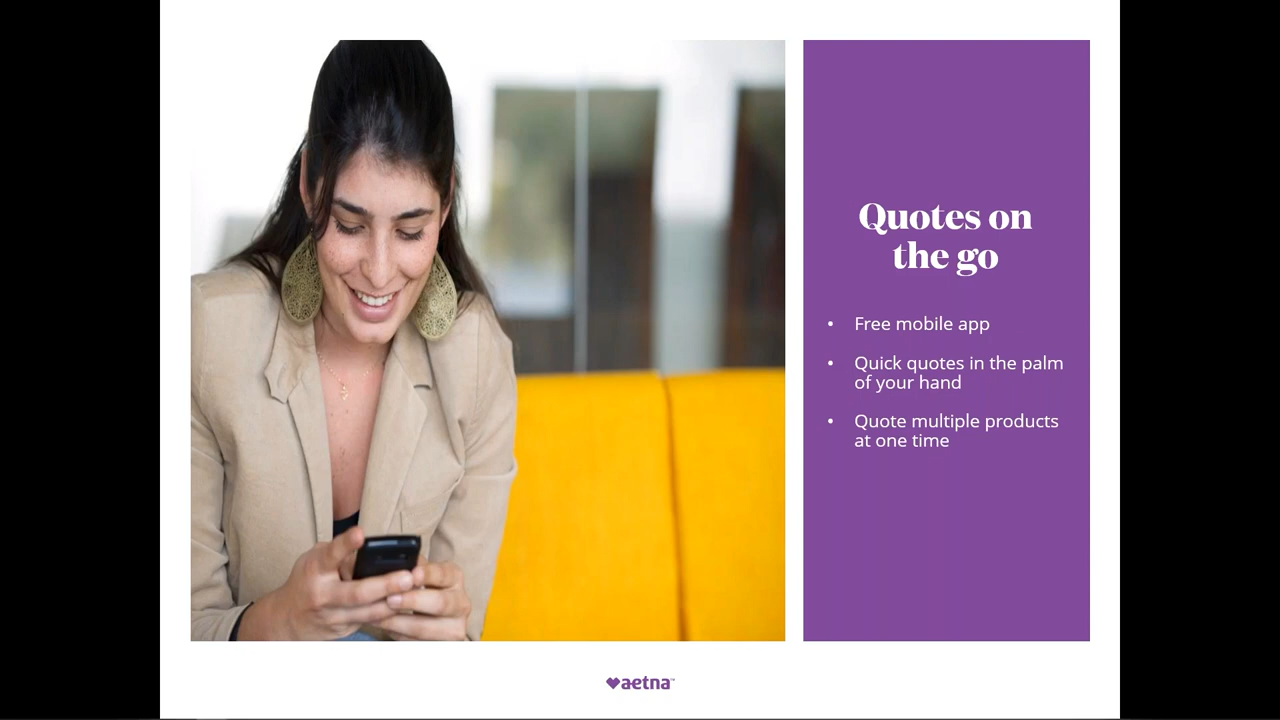 Quotes on
the go
• Free mobile app
• Quick quotes in the palm
of your hand
• Quote multiple products
at one time
aetna™